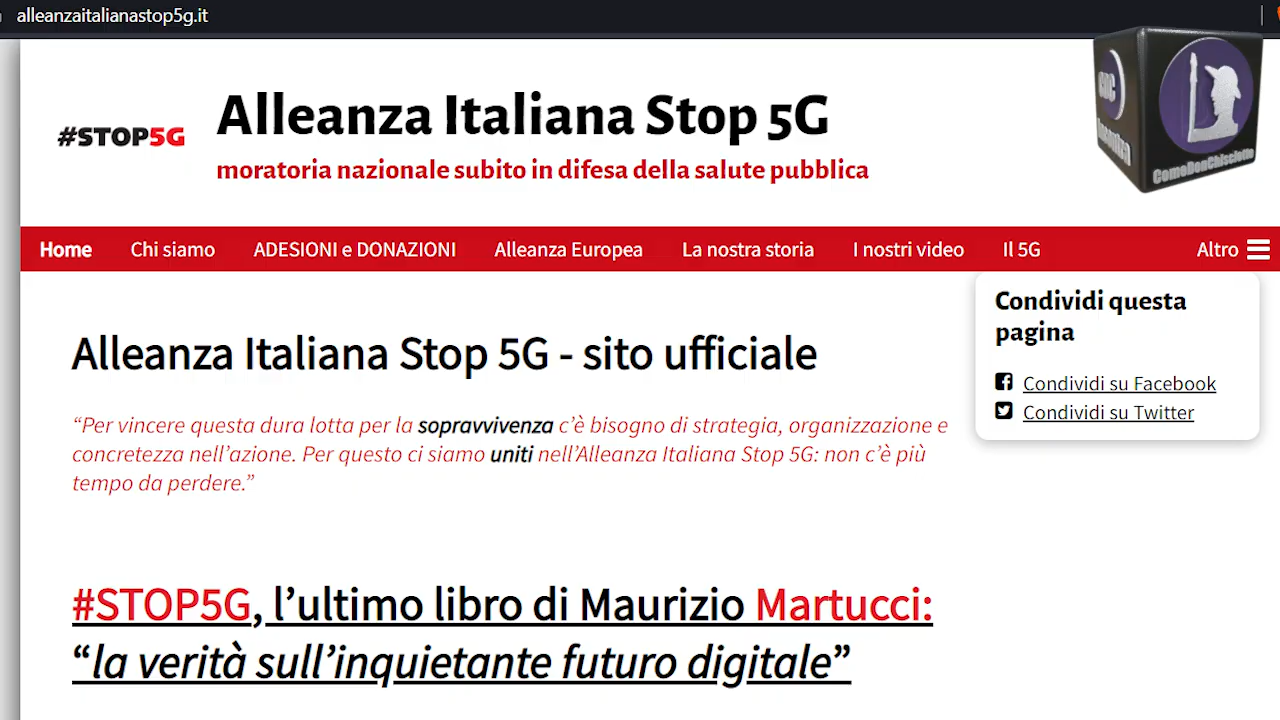 alleanzaitalianastop5g.it
#STOP5G
Alleanza Italiana Stop 5G
moratoria nazionale subito in difesa della salute pubblica
CDC
Incontra
ComeDonChisciotte
Home Chi siamo ADESIONI e DONAZIONI Alleanza Europea La nostra storia I nostri video Il 5G Altro
Condividi questa
pagina
Condividi su Facebook
Condividi su Twitter
Alleanza Italiana Stop 5G - sito ufficiale
“Per vincere questa dura lotta per la sopravvivenza c’è bisogno di strategia, organizzazione e
concretezza nell’azione. Per questo ci siamo uniti nell’Alleanza Italiana Stop 5G: non c’è più
tempo da perdere.”
#STOP5G, l’ultimo libro di Maurizio Martucci:
“la verità sull’inquietante futuro digitale”